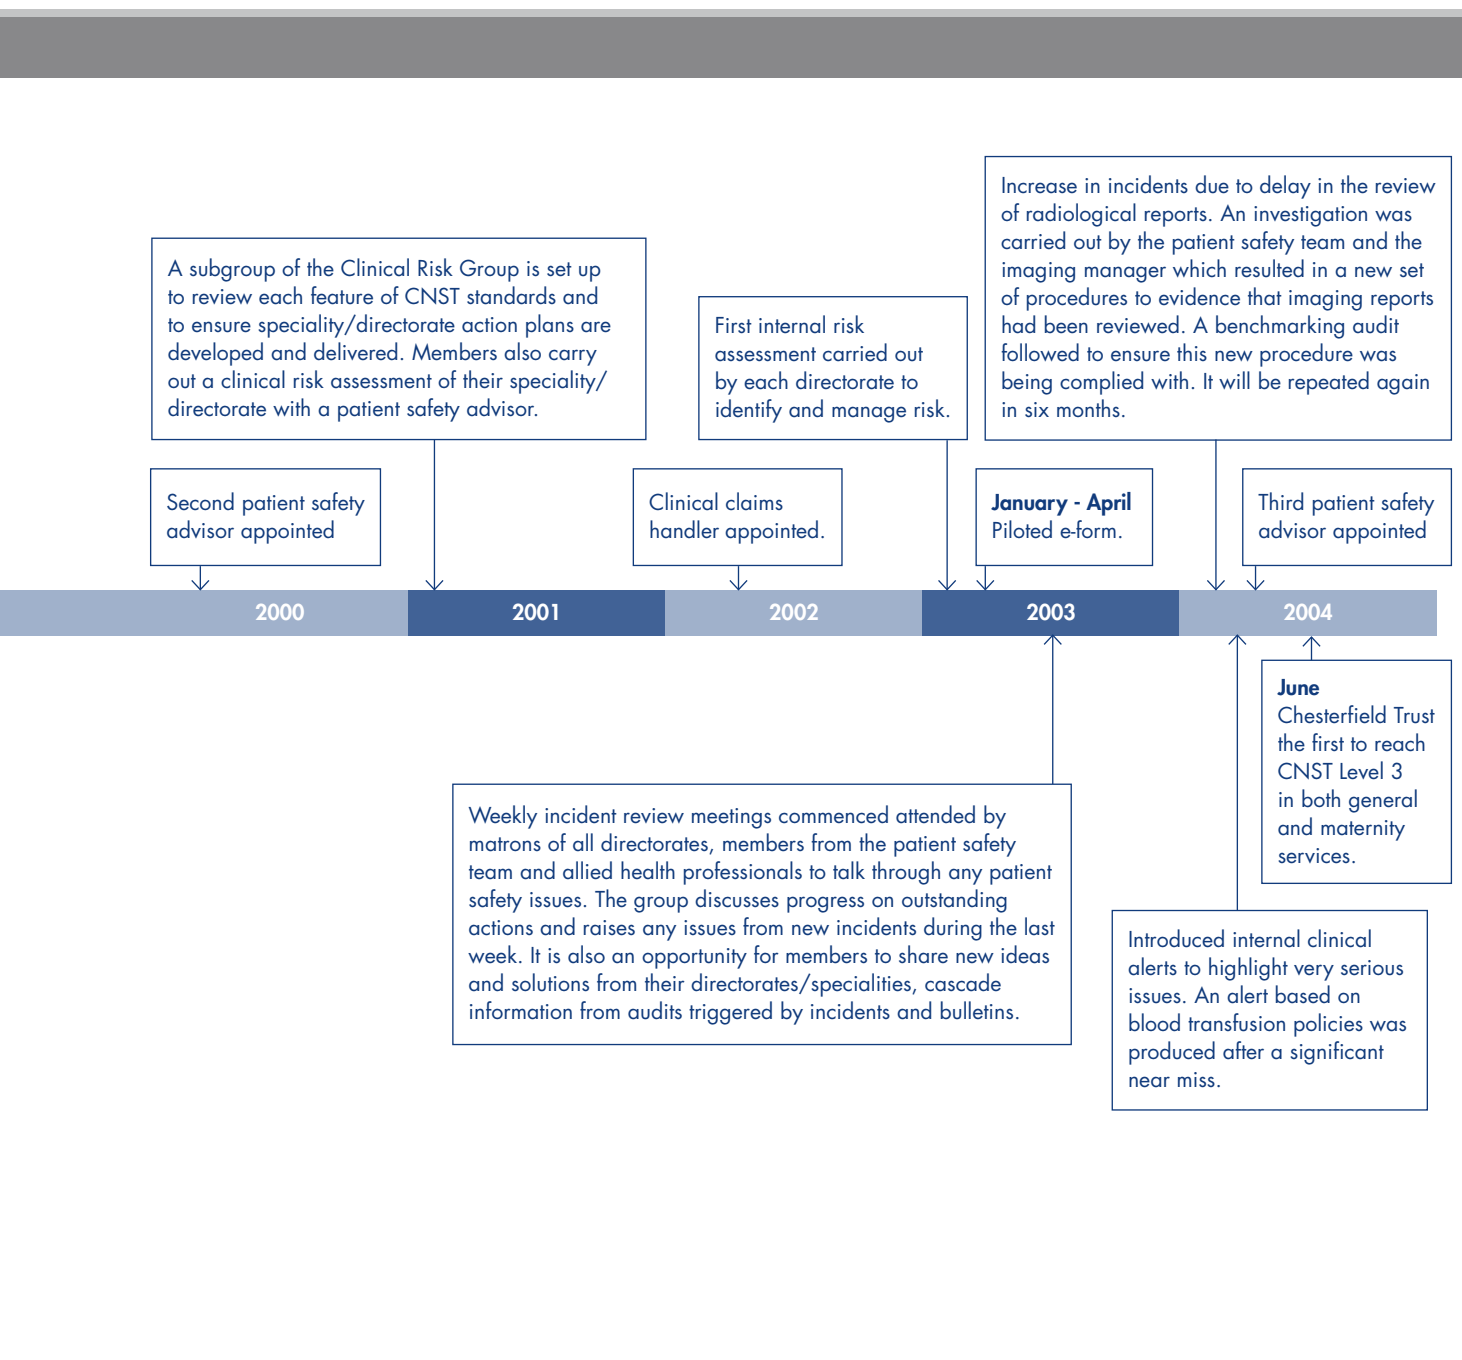 Increase in incidents due to delay in the review
of radiological reports. An investigation was
carried out by the patient safety team and the
imaging manager which resulted in a new set
of procedures to evidence that imaging reports
had been reviewed. A benchmarking audit
followed to ensure this new procedure was
being complied with. It will be repeated again
in six months.
A subgroup of the Clinical Risk Group is set up
to review each feature of CNST standards and
to ensure speciality/directorate action plans are
developed and delivered. Members also carry
out a clinical risk assessment of their speciality/
directorate with a patient safety advisor.
First internal risk
assessment carried out
by each directorate to
identify and manage risk.
Second patient safety
advisor appointed
Clinical claims
handler appointed.
January - April
Piloted e-form.
Third patient safety
advisor appointed
2000
2001
2002
2003
2004
June
Chesterfield Trust
the first to reach
CNST Level 3
in both general
and maternity
services.
Weekly incident review meetings commenced attended by
matrons of all directorates, members from the patient safety
team and allied health professionals to talk through any patient
safety issues. The group discusses progress on outstanding
actions and raises any issues from new incidents during the last
week. It is also an opportunity for members to share new ideas
and solutions from their directorates/specialities, cascade
information from audits triggered by incidents and bulletins.
Introduced internal clinical
alerts to highlight very serious
issues. An alert based on
blood transfusion policies was
produced after a significant
near miss.